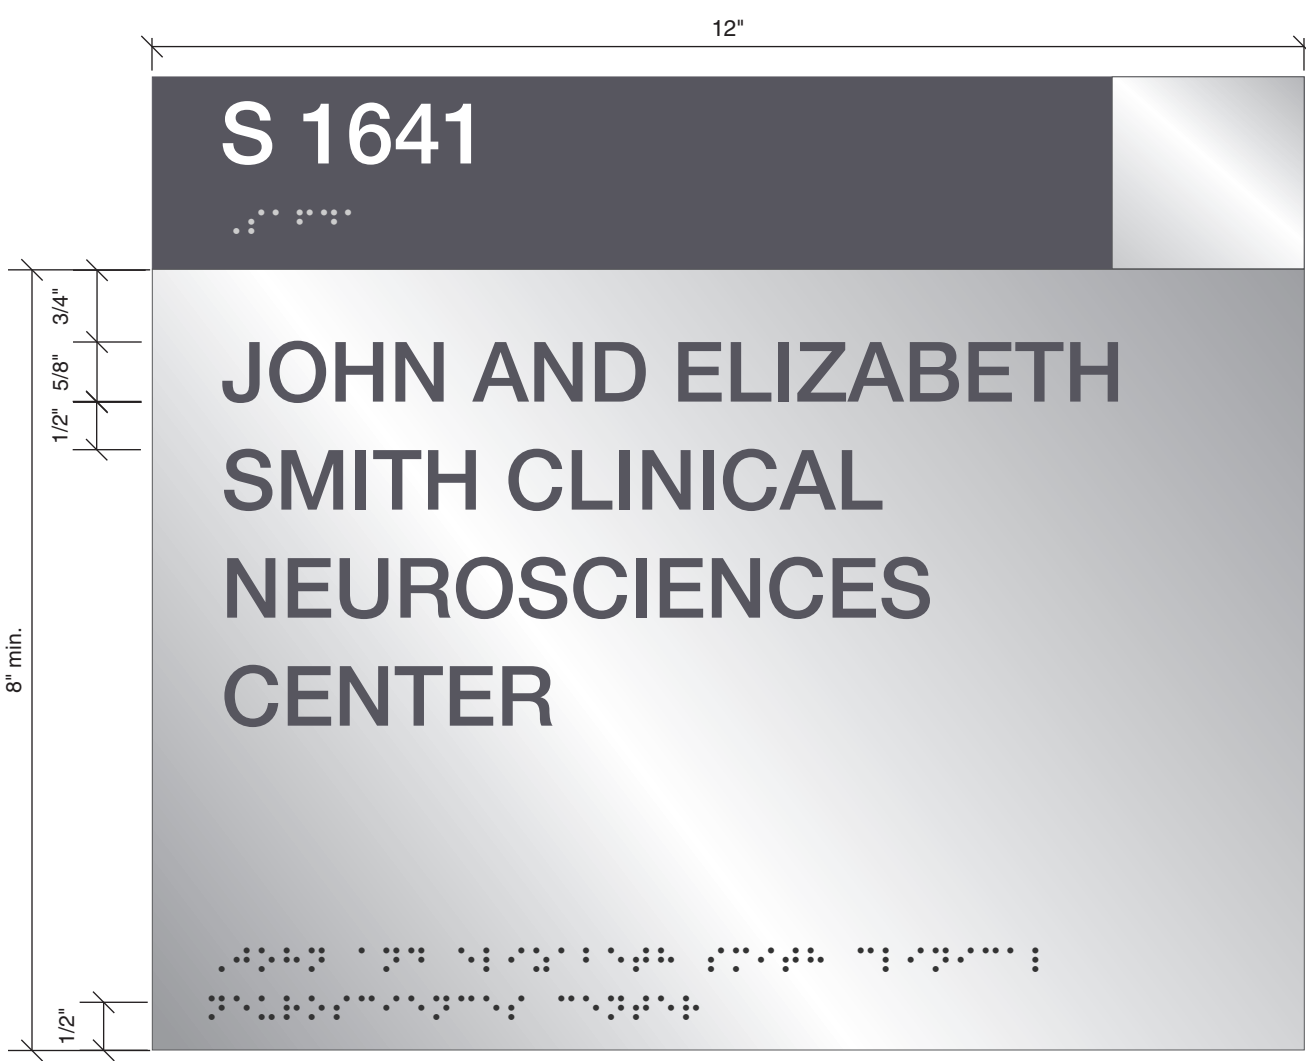 12"
S 1641
3/4"
5/8"
1/2"
JOHN AND ELIZABETH
SMITH CLINICAL
NEUROSCIENCES
CENTER
8" min.
1/2"